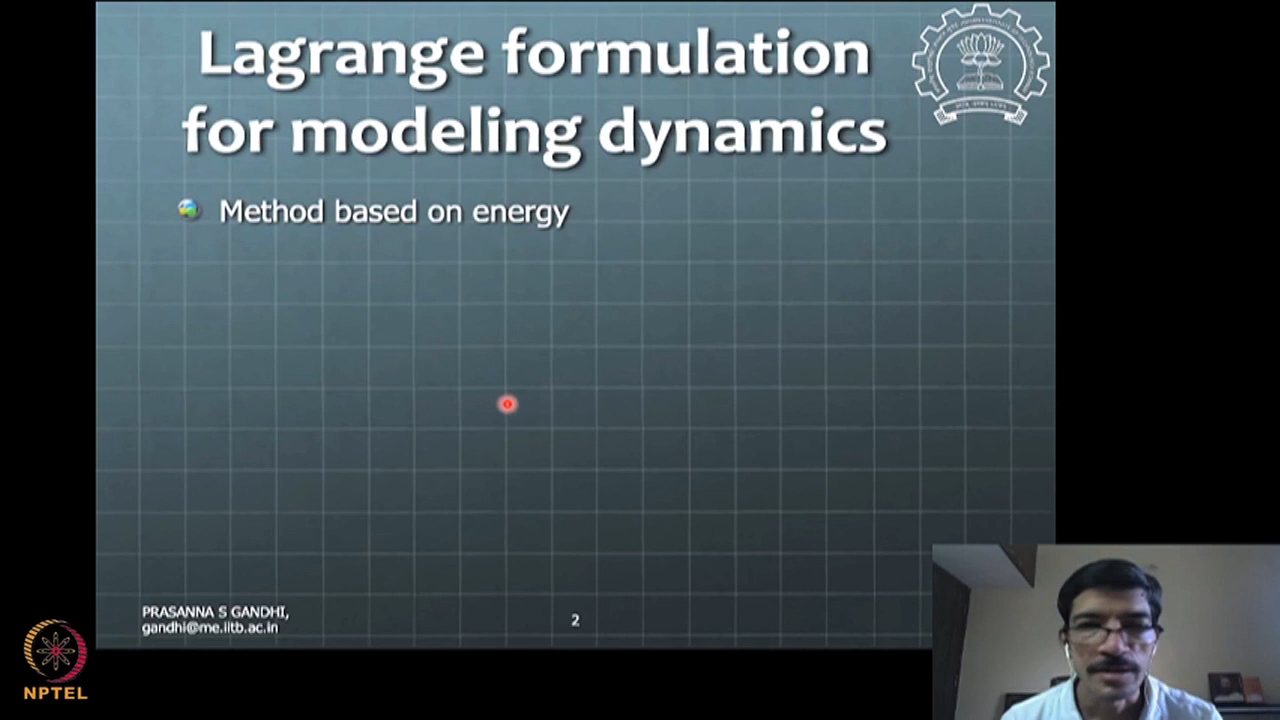 Lagrange formulation
for modeling dynamics
Method based on energy
PRASANNA S GANDHI,
gandhi@me.iitb.ac.in
2
NPTEL